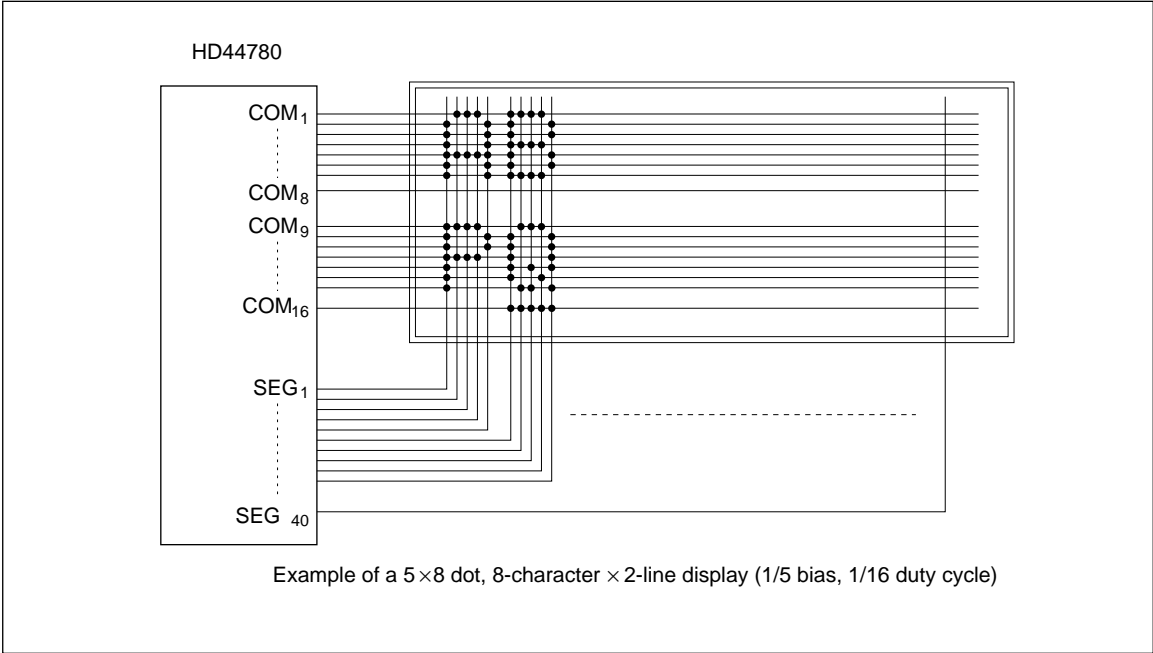 HD44780
COM1
COM8
COM9
COM16
SEG1
SEG 40
Example of a 5×8 dot, 8-character × 2-line display (1/5 bias, 1/16 duty cycle)